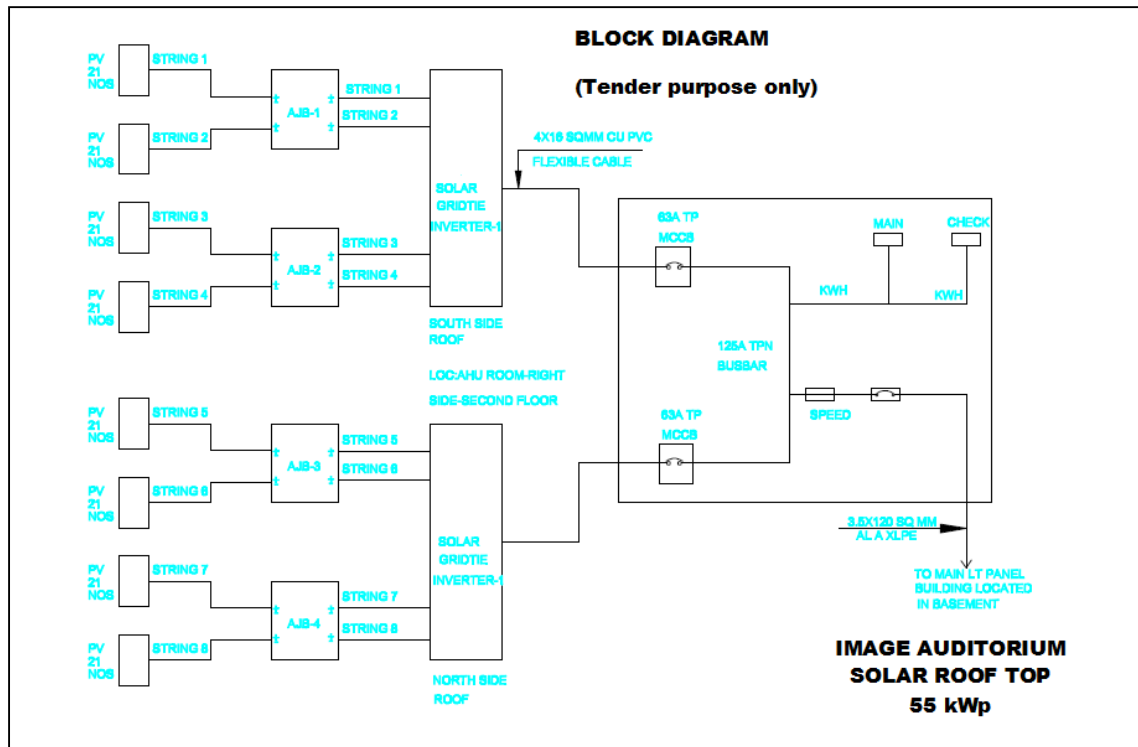 BLOCK DIAGRAM
(Tender purpose only)
PV
21
NOS
STRING 1
PV
21
NOS
STRING 2
AJB-1
STRING 1
STRING 2
PV
21
NOS
STRING 3
PV
21
NOS
STRING 4
AJB-2
STRING 3
STRING 4
SOLAR
GRIDTIE
INVERTER-1
SOUTH SIDE
ROOF
LOC:AHU ROOM-RIGHT
SIDE-SECOND FLOOR
4X16 SQMM CU PVC
FLEXIBLE CABLE
PV
21
NOS
STRING 5
PV
21
NOS
STRING 6
AJB-3
STRING 5
STRING 6
PV
21
NOS
STRING 7
PV
21
NOS
STRING 8
AJB-4
STRING 7
STRING 8
SOLAR
GRIDTIE
INVERTER-1
NORTH SIDE
ROOF
63A TP
MCCB
MAIN
CHECK
KWH
KWH
125A TPN
BUSBAR
SPEED
63A TP
MCCB
3.5X120 SQ MM
AL A XLPE
TO MAIN LT PANEL
BUILDING LOCATED
IN BASEMENT
IMAGE AUDITORIUM
SOLAR ROOF TOP
55 kWp